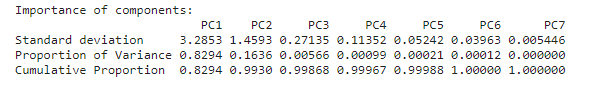 Importance of components:
PC1 PC2 PC3 PC4 PC5 PC6 PC7
Standard deviation 3.2853 1.4593 0.27135 0.11352 0.05242 0.03963 0.005446
Proportion of Variance 0.8294 0.1636 0.00566 0.00099 0.00021 0.00012 0.000000
Cumulative Proportion 0.8294 0.9930 0.99868 0.99967 0.99988 1.00000 1.000000